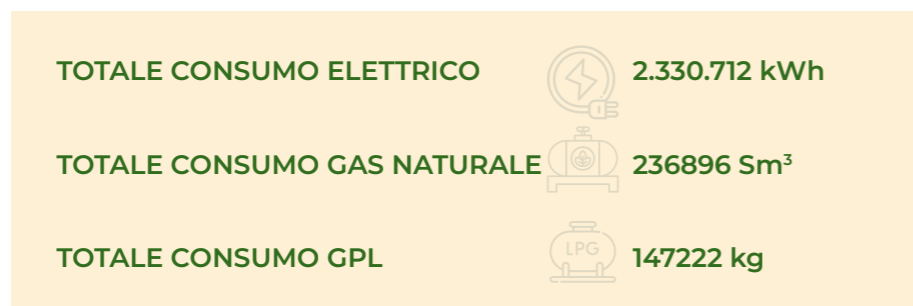 TOTALE CONSUMO ELETTRICO 2.330.712 kWh
TOTALE CONSUMO GAS NATURALE 236896 Sm³
LPG
TOTALE CONSUMO GPL 147222 kg